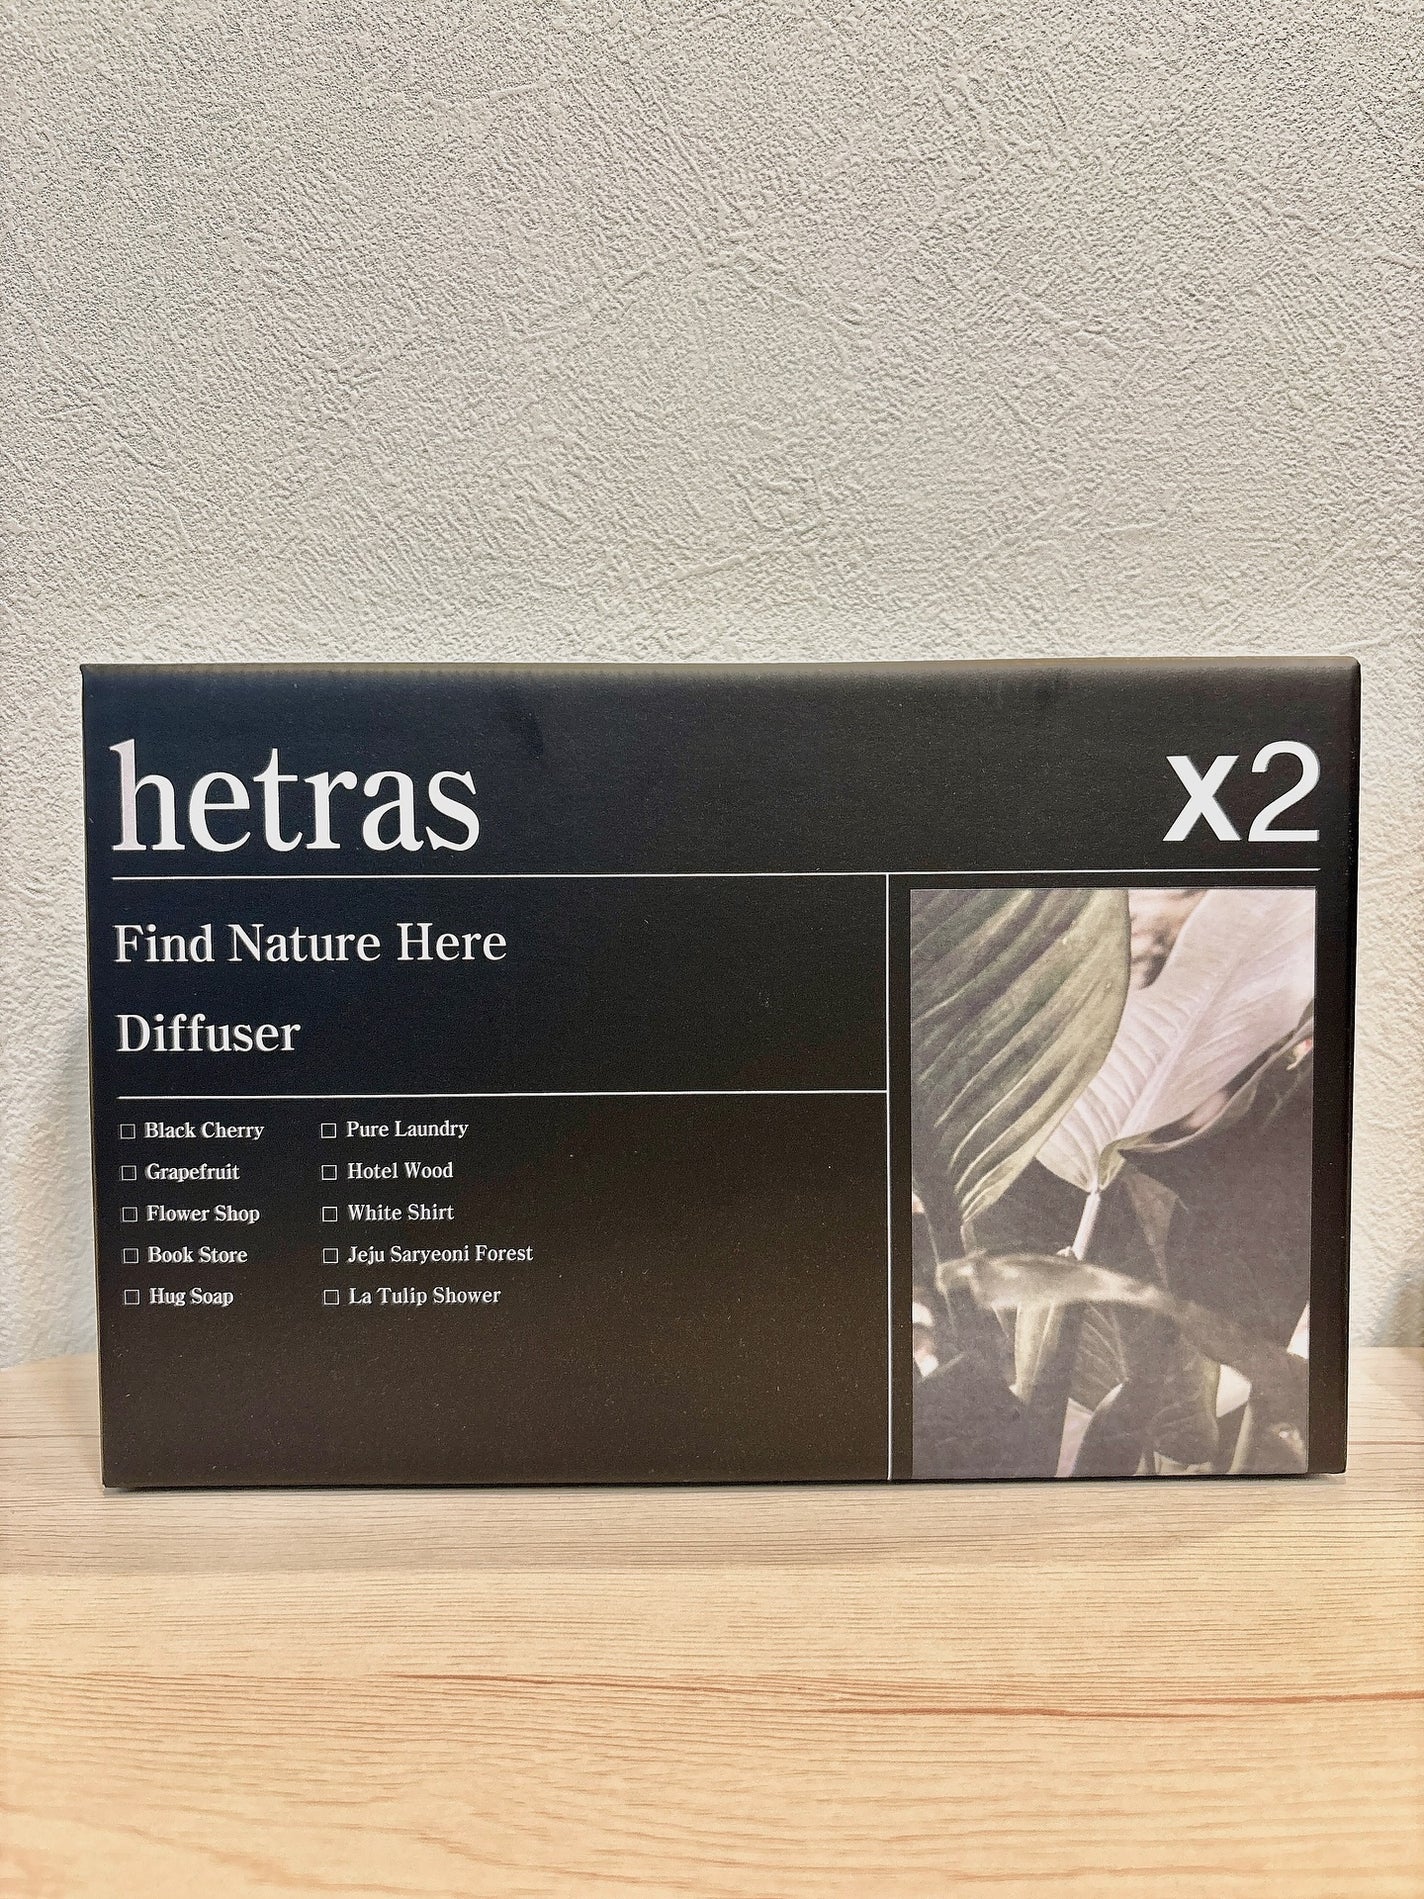 hetras
x2
Find Nature Here
Diffuser
☐ Black Cherry
☐ Grapefruit
☐ Flower Shop
☐ Book Store
☐ Hug Soap
☐ Pure Laundry
☐ Hotel Wood
☐ White Shirt
☐ Jeju Saryeoni Forest
☐ La Tulip Shower